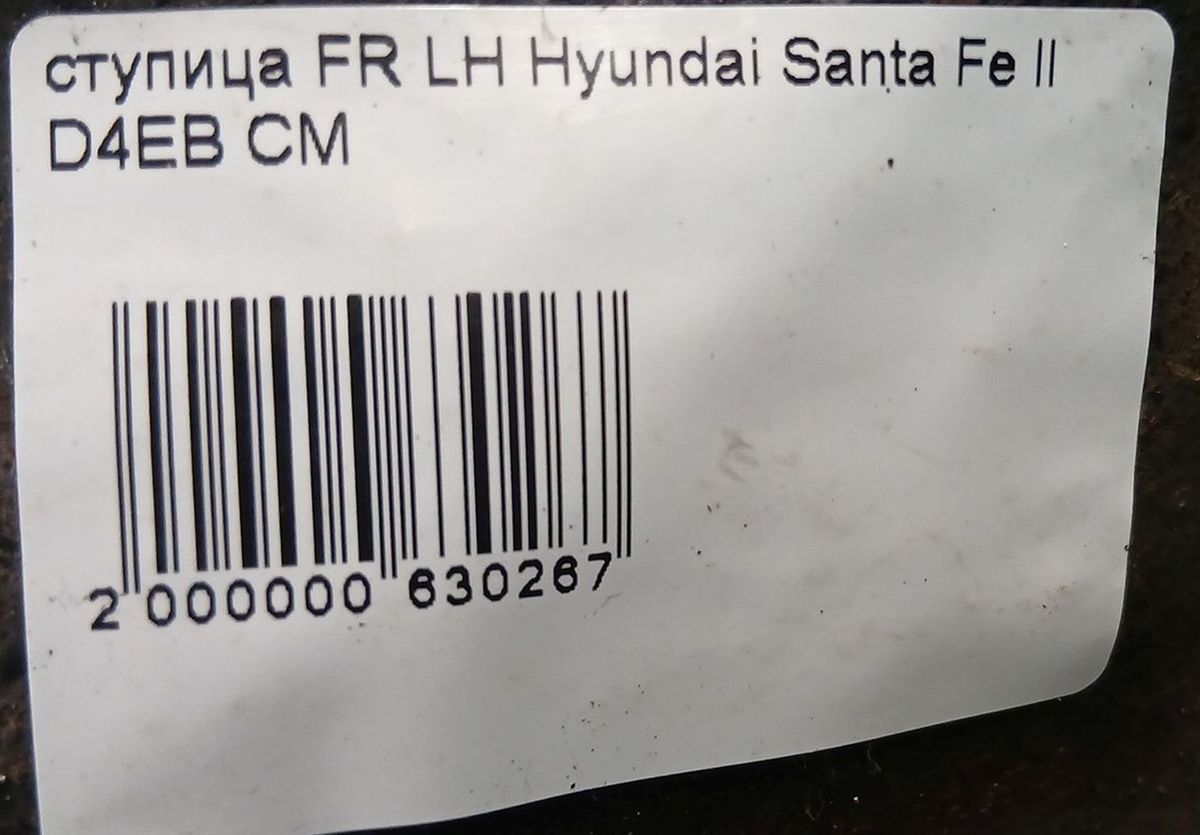 ступица FR LH Hyundai Santa Fe II
D4EB CM
2 000000 630267